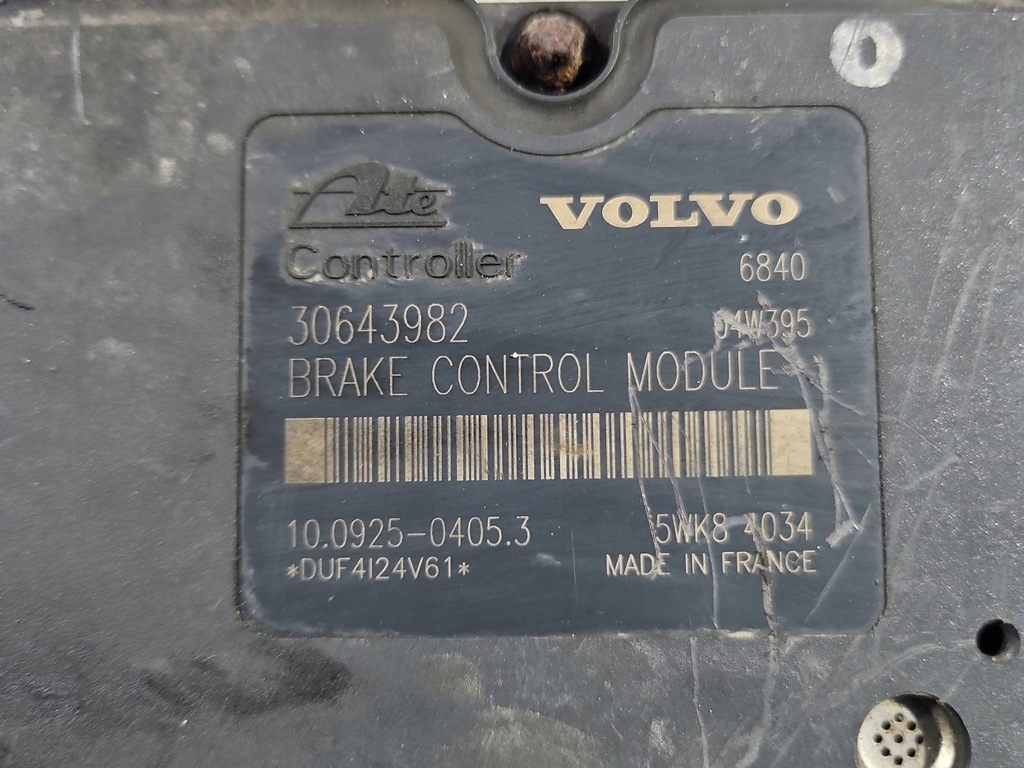 Ate VOLVO
Controller 6840
30643982 04W395
BRAKE CONTROL MODULE
10.0925-0405.3 5WK8 4034
*DUF4I24V61* MADE IN FRANCE